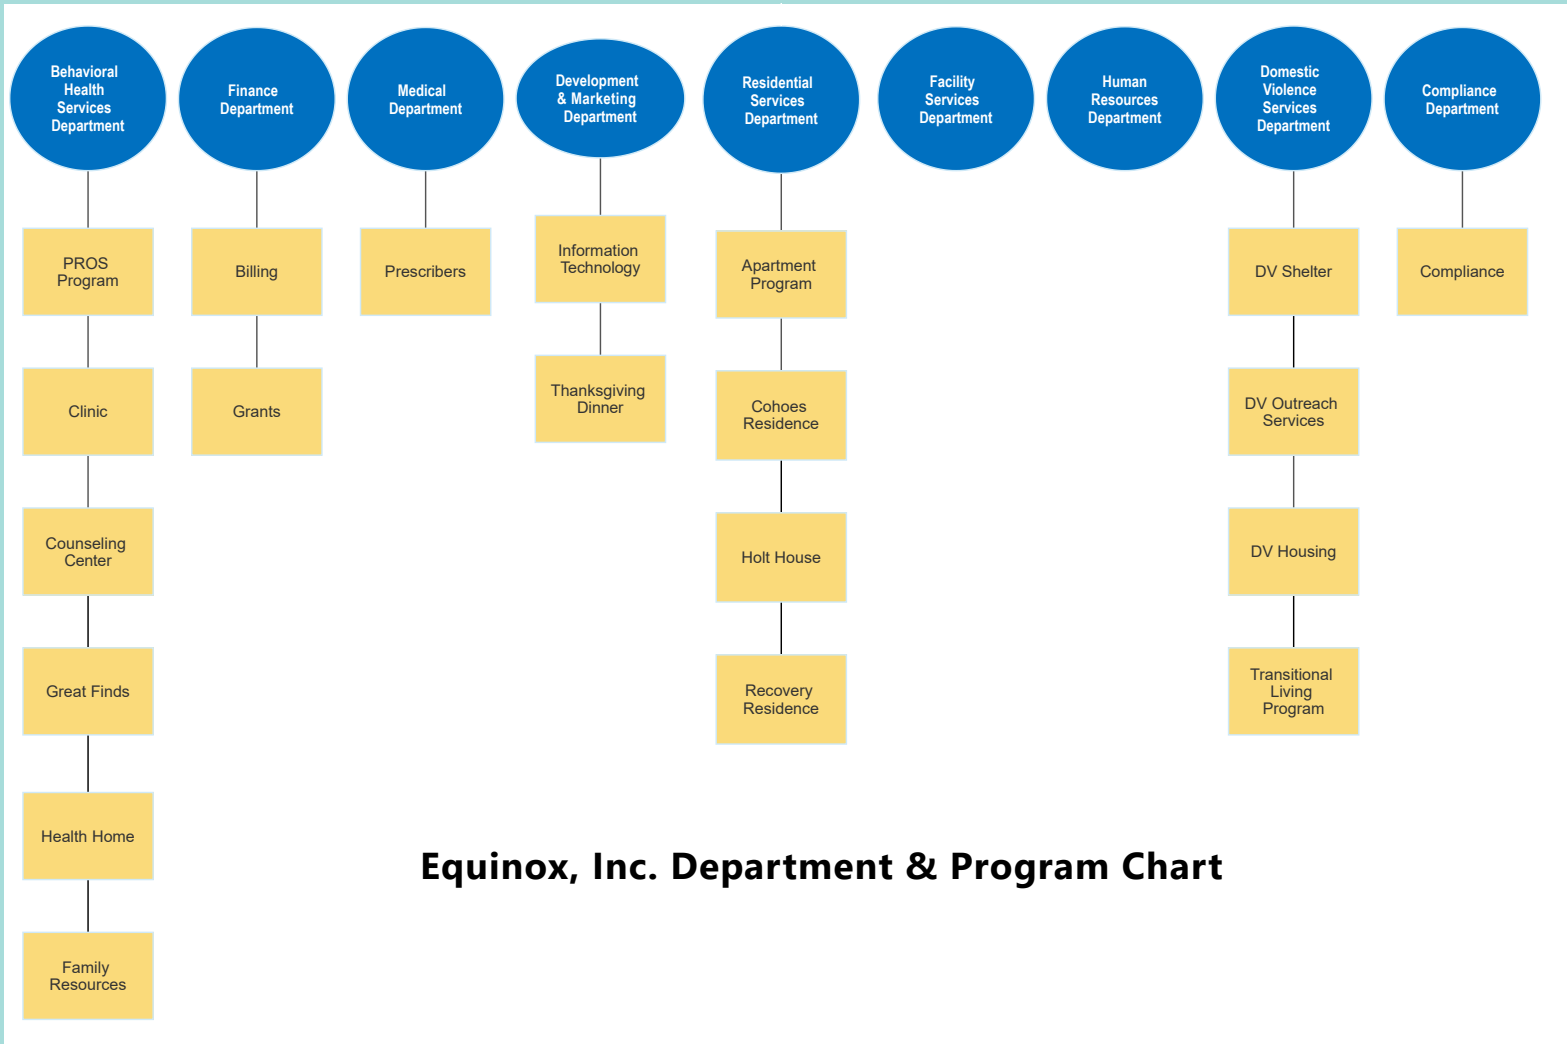 Behavioral
Health
Services
Department
Finance
Department
Medical
Department
Development
& Marketing
Department
Residential
Services
Department
Facility
Services
Department
Human
Resources
Department
Domestic
Violence
Services
Department
Compliance
Department
PROS
Program
Clinic
Counseling
Center
Great Finds
Health Home
Family
Resources
Billing
Grants
Prescribers
Information
Technology
Thanksgiving
Dinner
Apartment
Program
Cohoes
Residence
Holt House
Recovery
Residence
DV Shelter
DV Outreach
Services
DV Housing
Transitional
Living
Program
Compliance
Equinox, Inc. Department & Program Chart